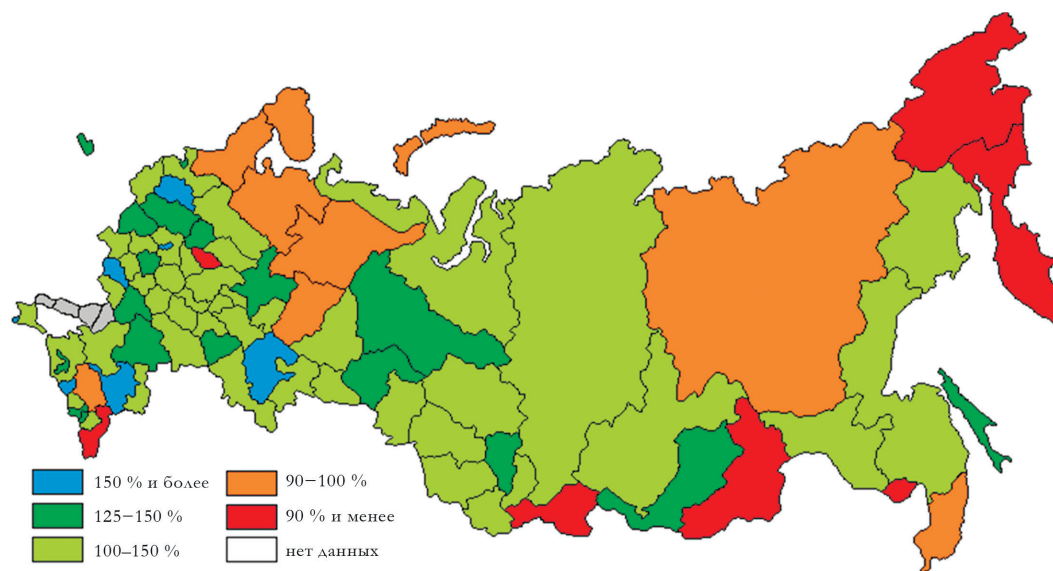 150 % и более
125–150 %
100–150 %
90–100 %
90 % и менее
нет данных